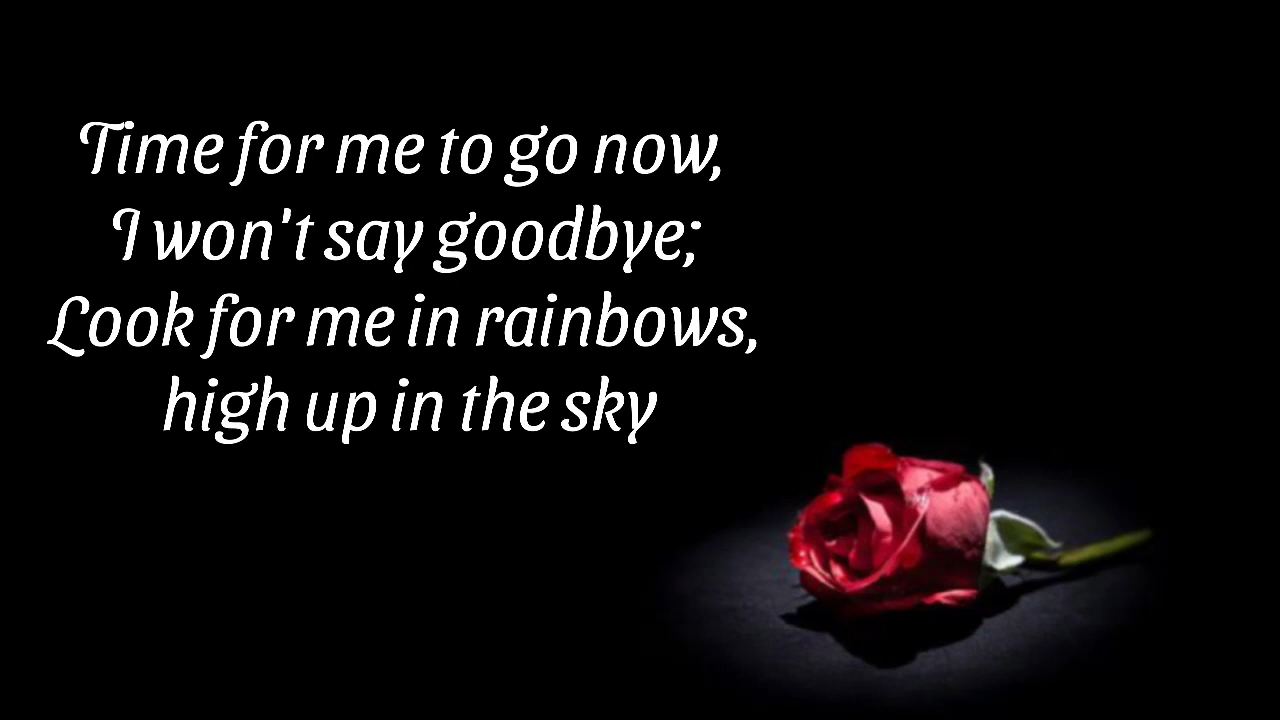 Time for me to go now,
I won't say goodbye;
Look for me in rainbows,
high up in the sky